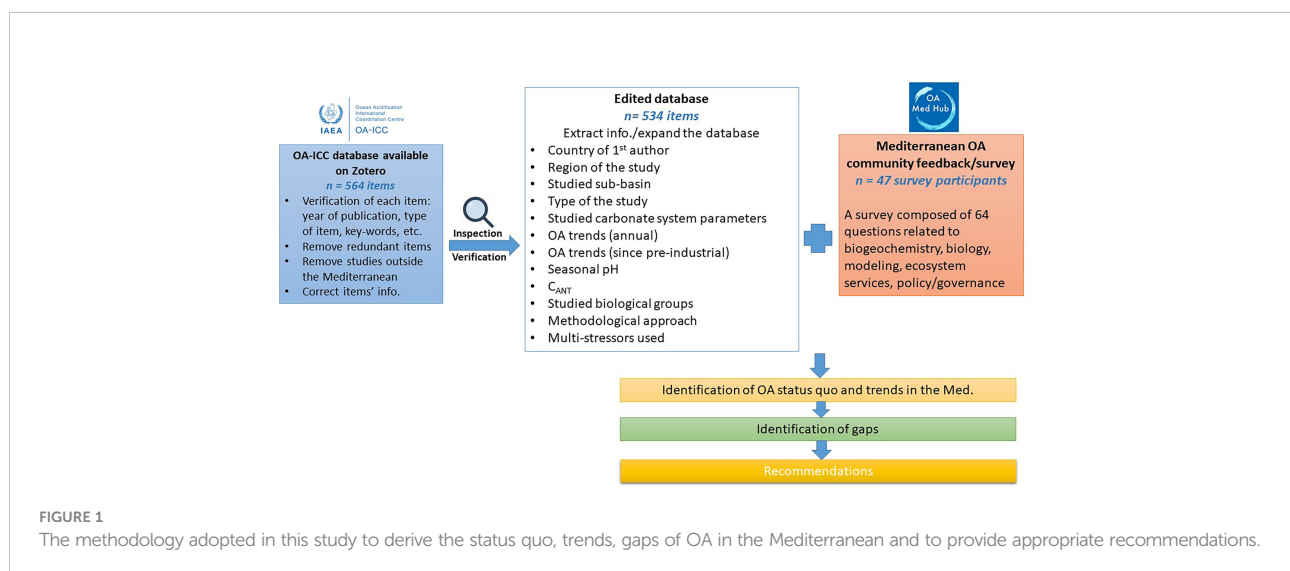 IAEA
Ocean Acidification
International
Coordination Centre
OA-ICC
OA-ICC database available
on Zotero
n = 564 items
• Verification of each item:
year of publication, type
of item, key-words, etc.
• Remove redundant items
• Remove studies outside
the Mediterranean
• Correct items' info.
Inspection
Verification
Edited database
n= 534 items
Extract info./expand the database
• Country of 1st author
• Region of the study
• Studied sub-basin
• Type of the study
• Studied carbonate system parameters
• OA trends (annual)
• OA trends (since pre-industrial)
• Seasonal pH
• CANT
• Studied biological groups
• Methodological approach
• Multi-stressors used
OA
Med Hub
Mediterranean OA
community feedback/survey
n = 47 survey participants
A survey composed of 64
questions related to
biogeochemistry, biology,
modeling, ecosystem
services, policy/governance
Identification of OA status quo and trends in the Med.
Identification of gaps
Recommendations
FIGURE 1
The methodology adopted in this study to derive the status quo, trends, gaps of OA in the Mediterranean and to provide appropriate recommendations.